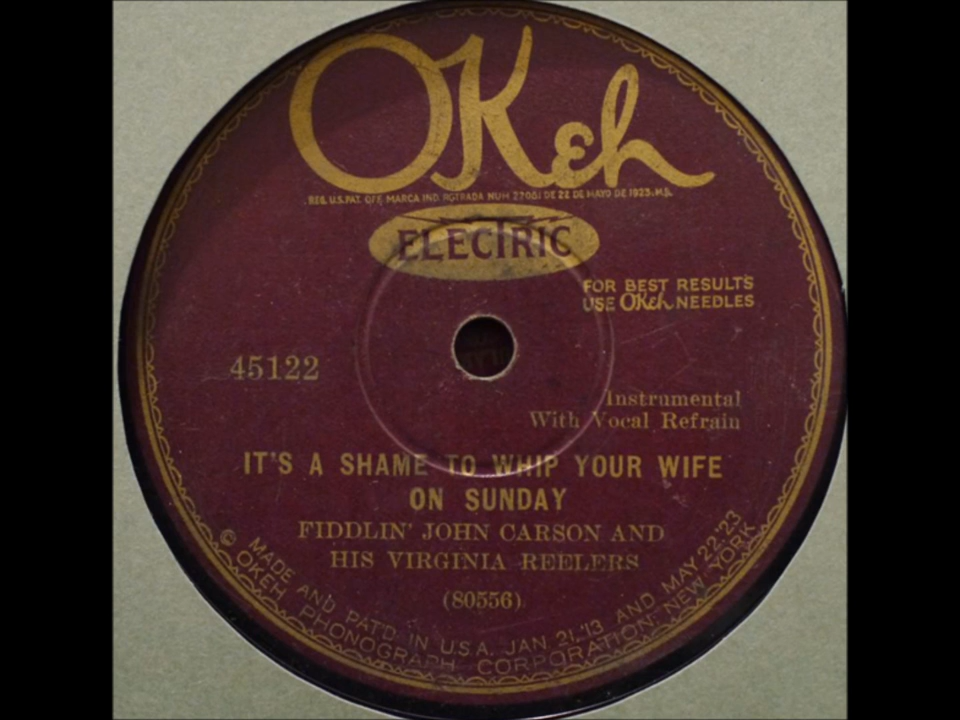 OKeh
REG. U.S. PAT. OFF. MARCA IND. RGTRADA NUM 22081 DE 22 DE MAYO DE 1923. M.A.
ELECTRIC
FOR BEST RESULTS
USE OKeh NEEDLES
45122
Instrumental
With Vocal Refrain
IT'S A SHAME TO WHIP YOUR WIFE
ON SUNDAY
FIDDLIN' JOHN CARSON AND
HIS VIRGINIA REELERS
(80556)
© MADE AND PAT'D IN U.S.A. JAN. 21,'13 AND MAY 22,'23
OKEH PHONOGRAPH CORPORATION, NEW YORK